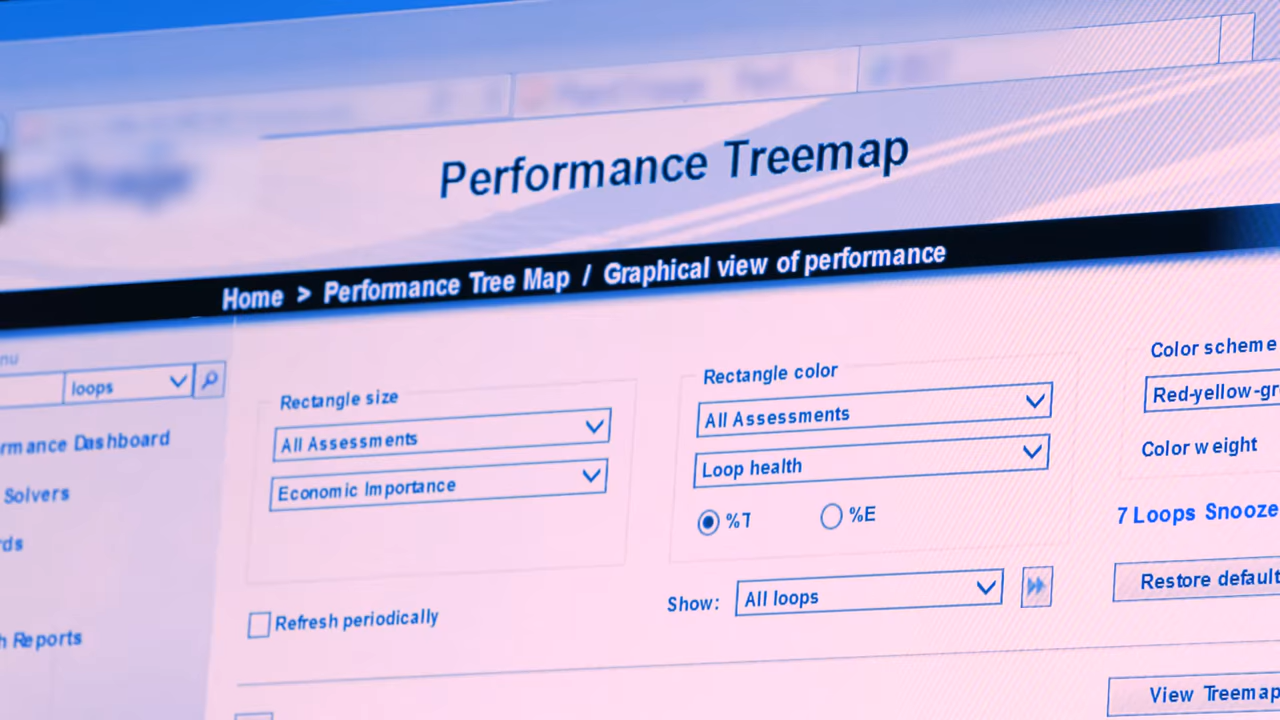 Performance Treemap
Home > Performance Tree Map / Graphical view of performance
nu
loops
rmance Dashboard
Solvers
rds
h Reports
Rectangle size
All Assessments
Economic Importance
Refresh periodically
Rectangle color
All Assessments
Loop health
%T %E
Show: All loops
Color scheme
Red-yellow-gr
Color weight
7 Loops Snooze
Restore default
View Treemap